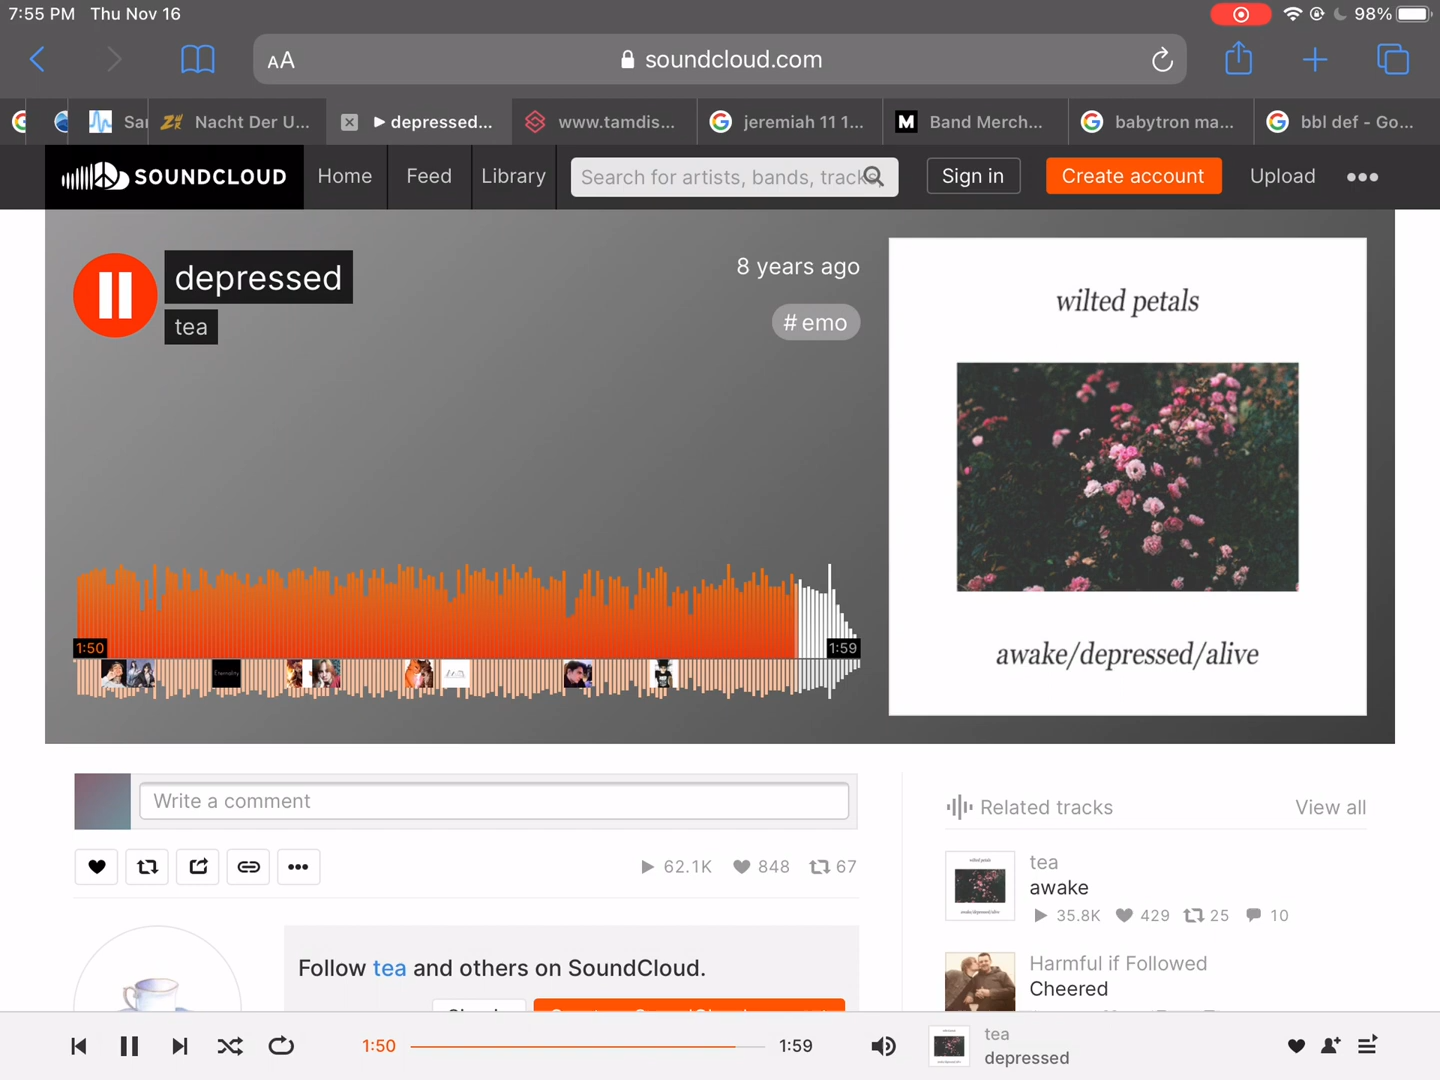 7:55 PM Thu Nov 16
98%
AA
soundcloud.com
Nacht Der U...
depressed...
www.tamdis...
jeremiah 11 1...
M Band Merch...
babytron ma...
bbl def - Go...
SOUNDCLOUD
Home
Feed
Library
Search for artists, bands, tracks
Sign in
Create account
Upload
depressed
tea
8 years ago
# emo
wilted petals
awake/depressed/alive
1:50
1:59
Eternality
Write a comment
62.1K
848
67
Follow tea and others on SoundCloud.
Related tracks
View all
tea
awake
35.8K
429
25
10
Harmful if Followed
Cheered
1:50
1:59
tea
depressed